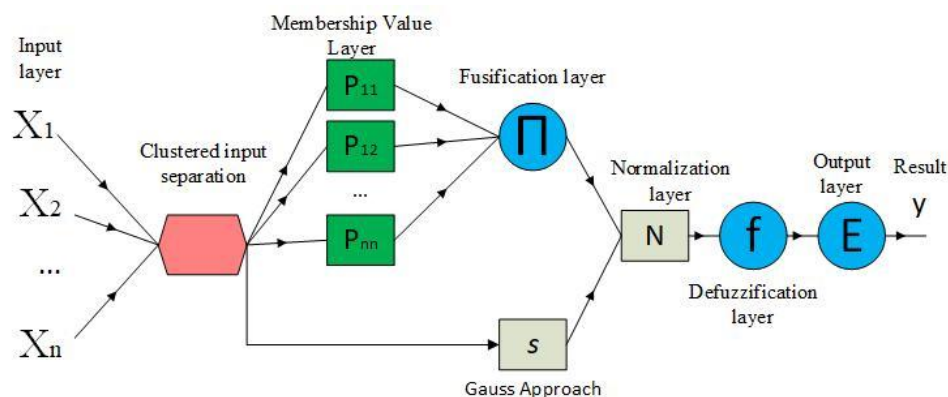 Input
layer
X1
X2
...
Xn
Clustered input
separation
Membership Value
Layer
P11
P12
...
Pnn
Fusification layer
Π
s
Gauss Approach
Normalization
layer
N
f
Defuzzification
layer
Output
layer
E
Result
y